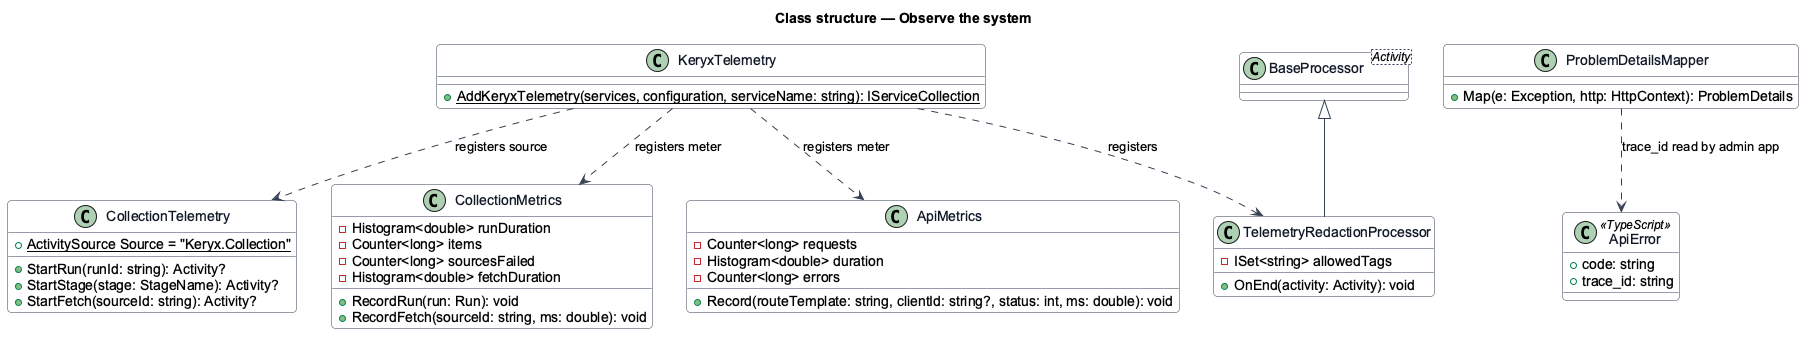 Class structure — Observe the system
C KeryxTelemetry
AddKeryxTelemetry(services, configuration, serviceName: string): IServiceCollection
C BaseProcessor
Activity
C ProblemDetailsMapper
Map(e: Exception, http: HttpContext): ProblemDetails
registers source
registers meter
registers meter
registers
trace_id read by admin app
C CollectionTelemetry
ActivitySource Source = "Keryx.Collection"
StartRun(runId: string): Activity?
StartStage(stage: StageName): Activity?
StartFetch(sourceId: string): Activity?
C CollectionMetrics
Histogram<double> runDuration
Counter<long> items
Counter<long> sourcesFailed
Histogram<double> fetchDuration
RecordRun(run: Run): void
RecordFetch(sourceId: string, ms: double): void
C ApiMetrics
Counter<long> requests
Histogram<double> duration
Counter<long> errors
Record(routeTemplate: string, clientId: string?, status: int, ms: double): void
C TelemetryRedactionProcessor
ISet<string> allowedTags
OnEnd(activity: Activity): void
C «TypeScript»
ApiError
code: string
trace_id: string